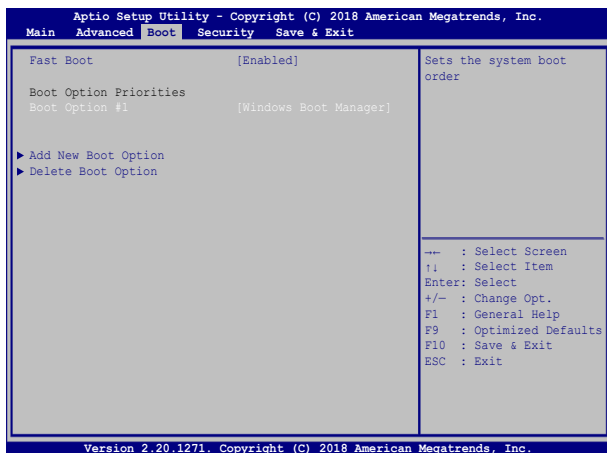 Aptio Setup Utility - Copyright (C) 2018 American Megatrends, Inc.
Main Advanced Boot Security Save & Exit
Fast Boot [Enabled]
Boot Option Priorities
Boot Option #1 [Windows Boot Manager]
▶ Add New Boot Option
▶ Delete Boot Option
Sets the system boot
order
→← : Select Screen
↑↓ : Select Item
Enter: Select
+/— : Change Opt.
F1 : General Help
F9 : Optimized Defaults
F10 : Save & Exit
ESC : Exit
Version 2.20.1271. Copyright (C) 2018 American Megatrends, Inc.